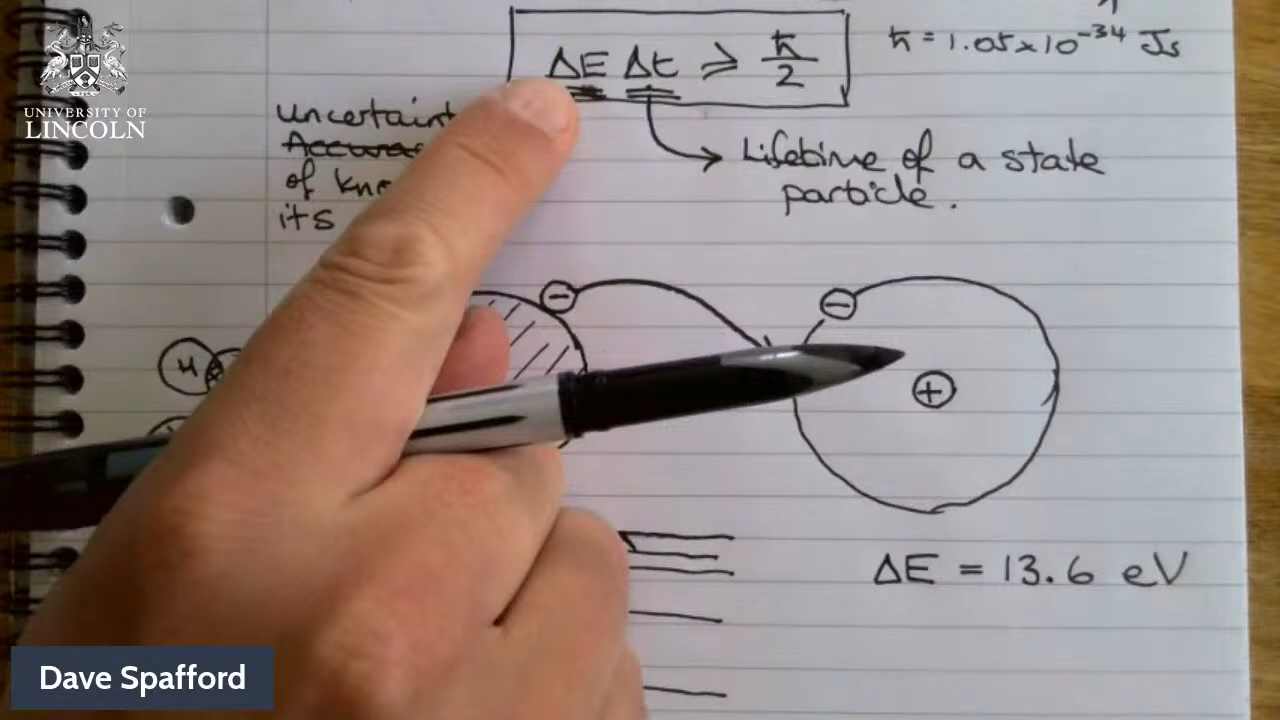 UNIVERSITY OF
LINCOLN
ΔE Δt ⩾ ħ/2
ħ = 1.05 x 10⁻³⁴ Js
of
its
Lifetime of a state
particle.
−
−
+
4
ΔE = 13.6 eV
Dave Spafford